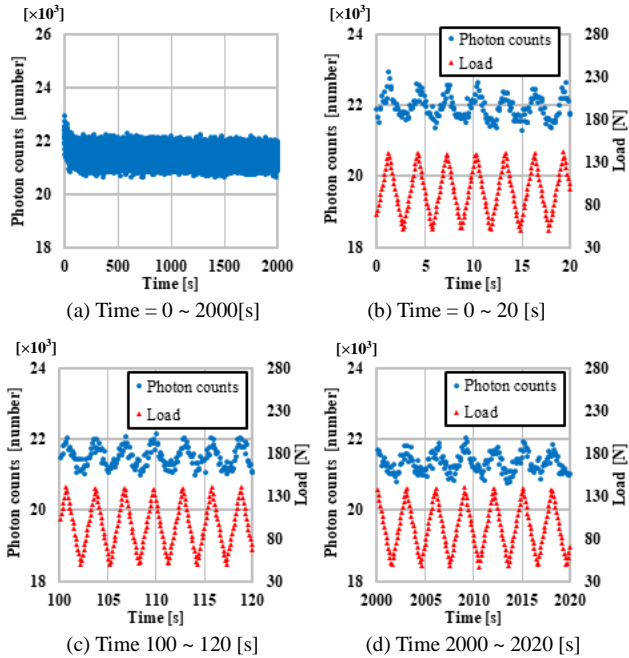 [×10³]
26
24
22
21
20
18
Photon counts [number]
0 500 1000 1500 2000
Time [s]
(a) Time = 0 ~ 2000[s]
[×10³]
24
22
20
18
Photon counts [number]
Photon counts
Load
280
230
180
130
80
30
Load [N]
0 5 10 15 20
Time [s]
(b) Time = 0 ~ 20 [s]
[×10³]
24
22
21
20
18
Photon counts [number]
Photon counts
Load
280
230
180
130
80
30
Load [N]
100 105 110 115 120
Time [s]
(c) Time 100 ~ 120 [s]
[×10³]
24
22
21
20
18
Photon counts [number]
Photon counts
Load
280
230
180
130
80
30
Load [N]
2000 2005 2010 2015 2020
Time [s]
(d) Time 2000 ~ 2020 [s]